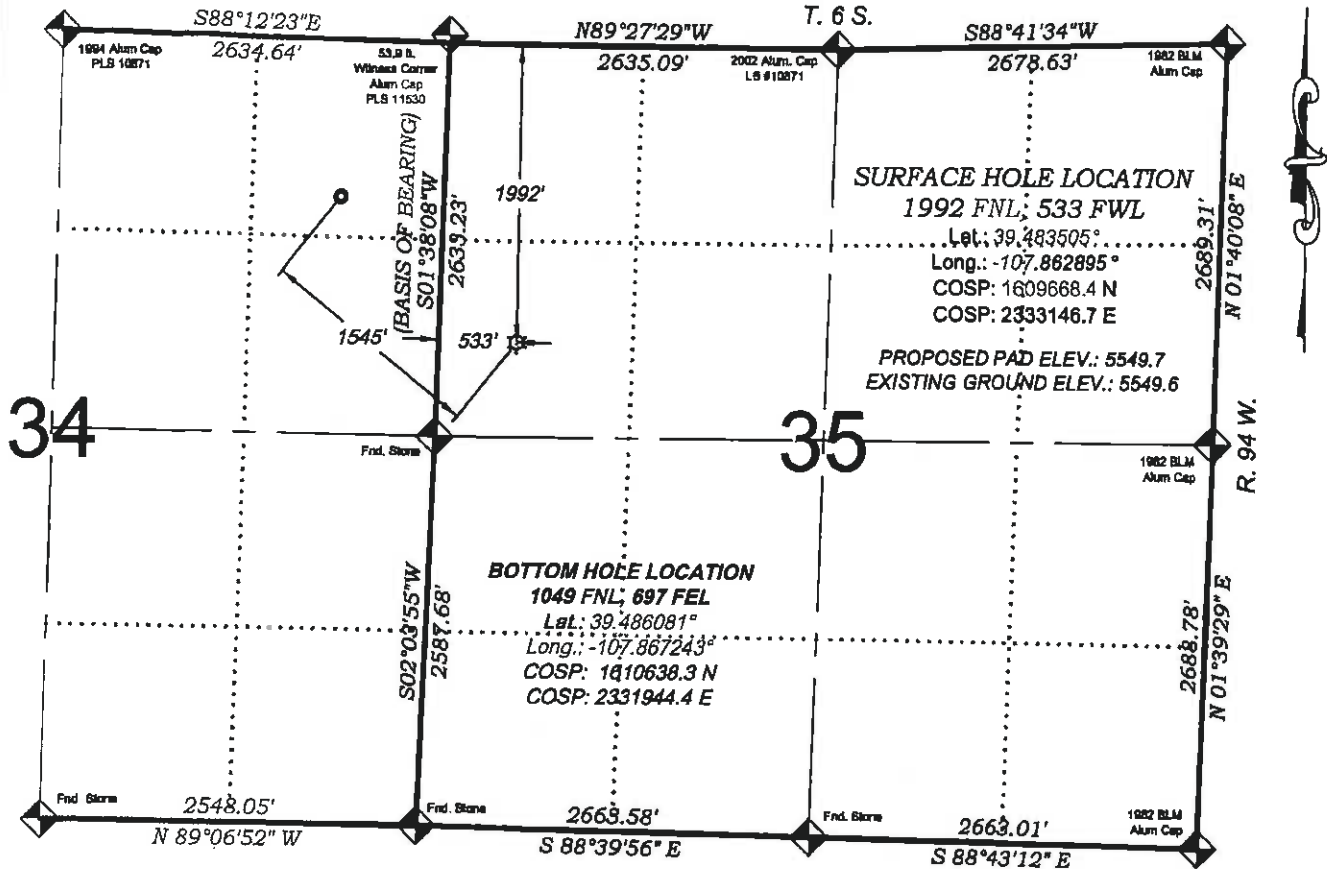 T. 6 S.
S88°12'23"E
2634.64'
N89°27'29"W
2635.09'
S88°41'34"W
2678.63'
1994 Alum Cap
PLS 10871
53.9 ft.
Witness Corner
Alum Cap
PLS 11530
2002 Alum. Cap
LS #10871
1982 BLM
Alum Cap
(BASIS OF BEARING)
S01°38'08"W
2639.23'
1992'
1545'
533'
SURFACE HOLE LOCATION
1992 FNL, 533 FWL
Lat.: 39.483505°
Long.: -107.862895°
COSP: 1609668.4 N
COSP: 2333146.7 E
PROPOSED PAD ELEV.: 5549.7
EXISTING GROUND ELEV.: 5549.6
2689.31'
N 01°40'08" E
R. 94 W.
34
Fnd. Stone
35
1982 BLM
Alum Cap
BOTTOM HOLE LOCATION
1049 FNL, 697 FEL
Lat.: 39.486081°
Long.: -107.867243°
COSP: 1610638.3 N
COSP: 2331944.4 E
S02°03'55"W
2587.68'
2688.78'
N 01°39'29" E
Fnd Stone
2548.05'
N 89°06'52" W
Fnd. Stone
2663.58'
S 88°39'56" E
Fnd. Stone
2663.01'
S 88°43'12" E
1982 BLM
Alum Cap